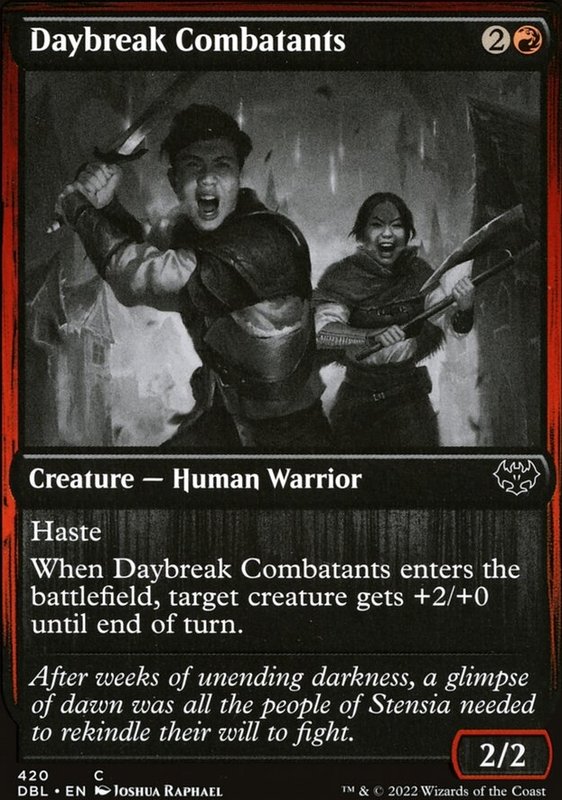 Daybreak Combatants 2
Creature — Human Warrior
Haste
When Daybreak Combatants enters the
battlefield, target creature gets +2/+0
until end of turn.
After weeks of unending darkness, a glimpse
of dawn was all the people of Stensia needed
to rekindle their will to fight.
2/2
420 C
DBL • EN Joshua Raphael ™ & © 2022 Wizards of the Coast